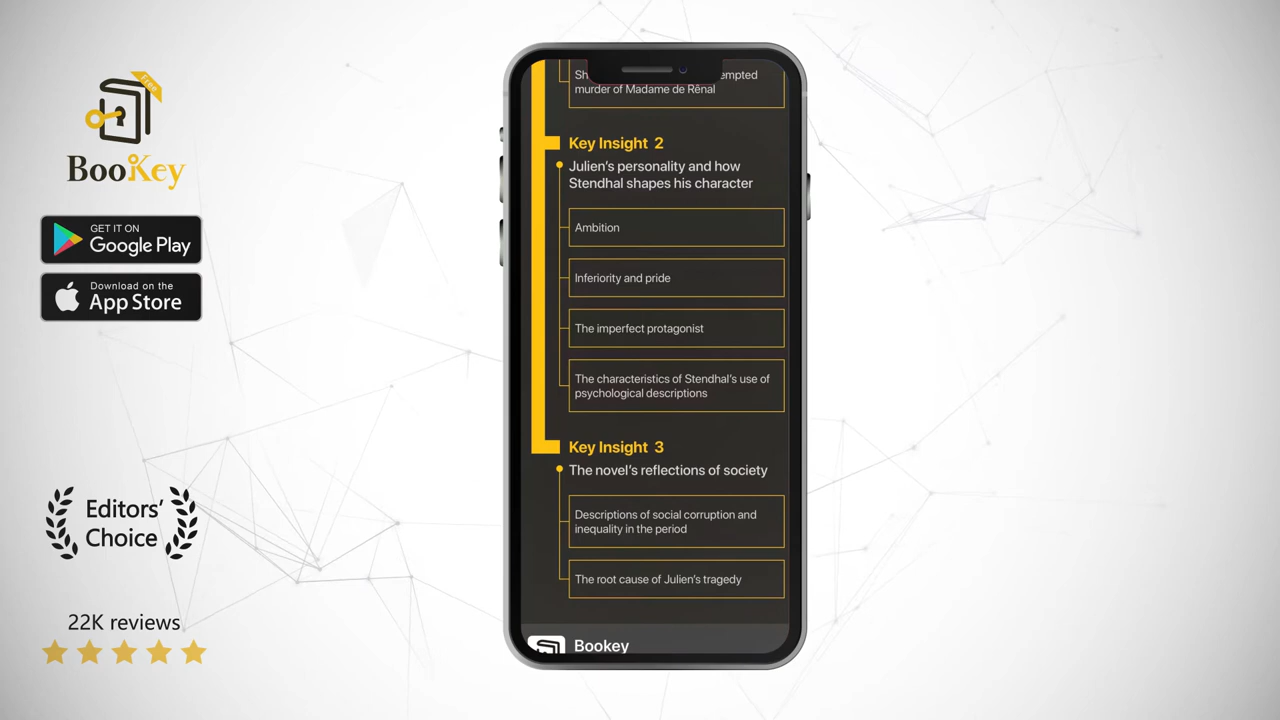 Free
BooKey
GET IT ON
Google Play
Download on the
App Store
Editors'
Choice
22K reviews
murder of Madame de Rênal
Key Insight 2
Julien's personality and how
Stendhal shapes his character
Ambition
Inferiority and pride
The imperfect protagonist
The characteristics of Stendhal's use of
psychological descriptions
Key Insight 3
The novel's reflections of society
Descriptions of social corruption and
inequality in the period
The root cause of Julien's tragedy
Bookey